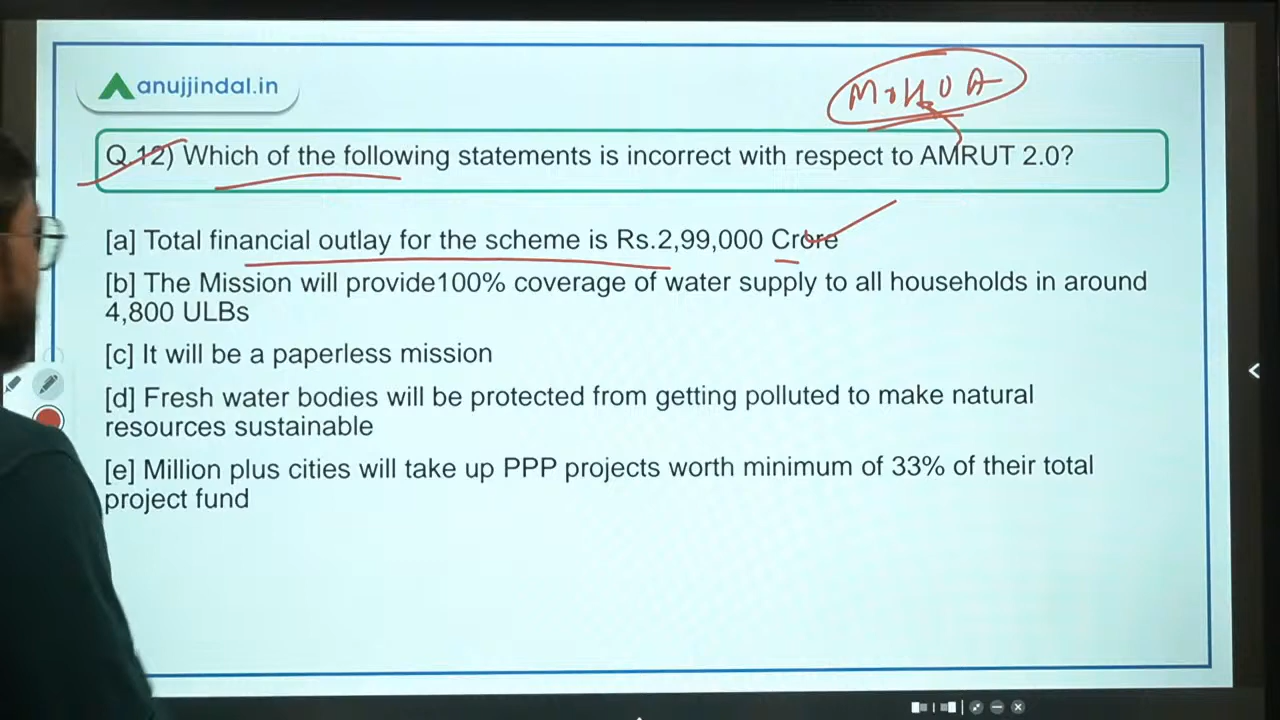 anujjindal.in
MoHUA
Q.12) Which of the following statements is incorrect with respect to AMRUT 2.0?
[a] Total financial outlay for the scheme is Rs.2,99,000 Crore
[b] The Mission will provide100% coverage of water supply to all households in around
4,800 ULBs
[c] It will be a paperless mission
[d] Fresh water bodies will be protected from getting polluted to make natural
resources sustainable
[e] Million plus cities will take up PPP projects worth minimum of 33% of their total
project fund